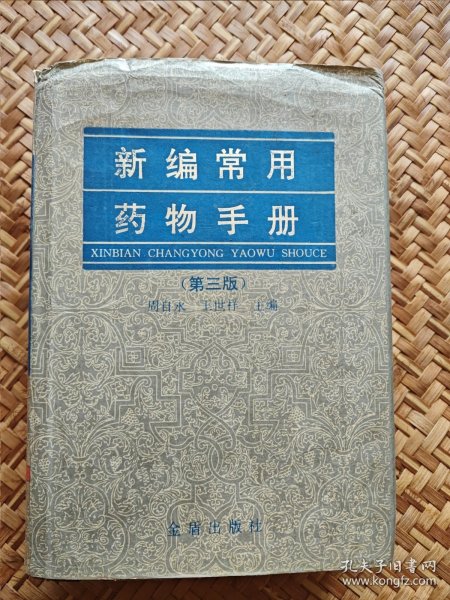 新编常用
药物手册
XINBIAN CHANGYONG YAOWU SHOUCE
(第三版)
周自永 王世祥 主编
金盾出版社
孔夫子旧书网
www.kongfz.com